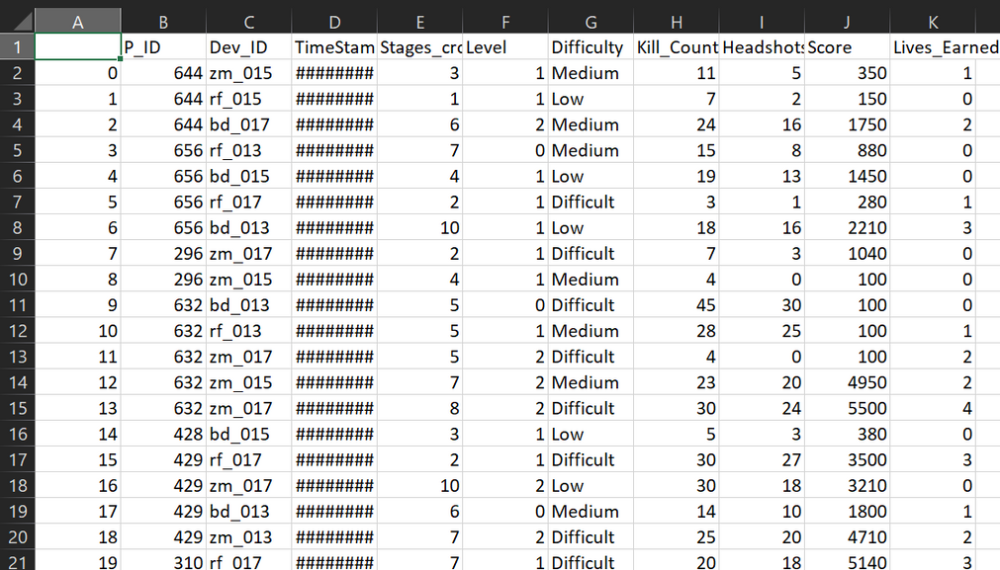 A B C D E F G H I J K
1 P_ID Dev_ID TimeStam Stages_cro Level Difficulty Kill_Count Headshots Score Lives_Earned
2 0 644 zm_015 ######## 3 1 Medium 11 5 350 1
3 1 644 rf_015 ######## 1 1 Low 7 2 150 0
4 2 644 bd_017 ######## 6 2 Medium 24 16 1750 2
5 3 656 rf_013 ######## 7 0 Medium 15 8 880 0
6 4 656 bd_015 ######## 4 1 Low 19 13 1450 0
7 5 656 rf_017 ######## 2 1 Difficult 3 1 280 1
8 6 656 bd_013 ######## 10 1 Low 18 16 2210 3
9 7 296 zm_017 ######## 2 1 Difficult 7 3 1040 0
10 8 296 zm_015 ######## 4 1 Medium 4 0 100 0
11 9 632 bd_013 ######## 5 0 Difficult 45 30 100 0
12 10 632 rf_013 ######## 5 1 Medium 28 25 100 1
13 11 632 zm_017 ######## 5 2 Difficult 4 0 100 2
14 12 632 zm_015 ######## 7 2 Medium 23 20 4950 2
15 13 632 zm_017 ######## 8 2 Difficult 30 24 5500 4
16 14 428 bd_015 ######## 3 1 Low 5 3 380 0
17 15 429 rf_017 ######## 2 1 Difficult 30 27 3500 3
18 16 429 zm_017 ######## 10 2 Low 30 18 3210 0
19 17 429 bd_013 ######## 6 0 Medium 14 10 1800 1
20 18 429 zm_013 ######## 7 2 Difficult 25 20 4710 2
21 19 310 rf_017 ######## 7 1 Difficult 20 18 5140 3